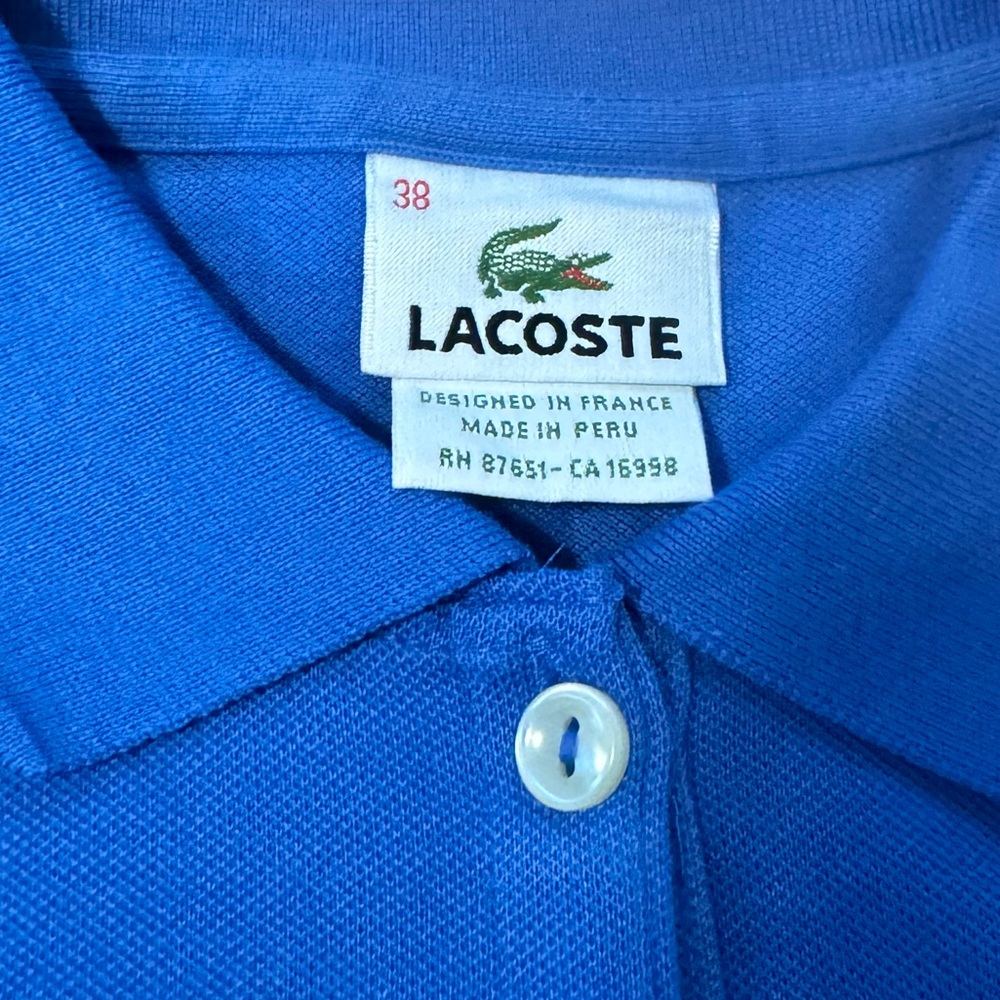 38
LACOSTE
DESIGNED IN FRANCE
MADE IN PERU
RN 87651- CA 16998